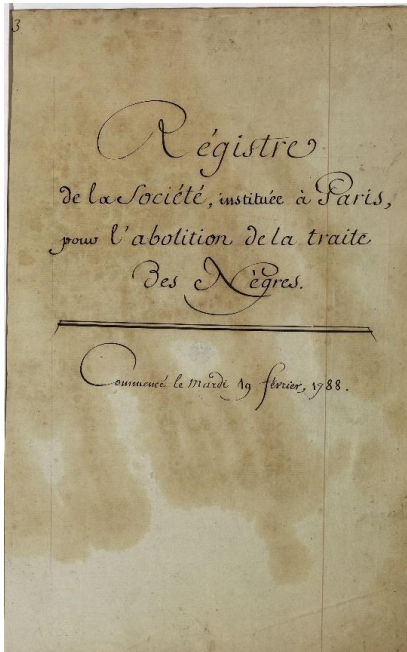 3
Régistre
de la Société, instituée à Paris,
pour l'abolition de la traite
Des Nègres.
Commencé le Mardi 19 février, 1788.